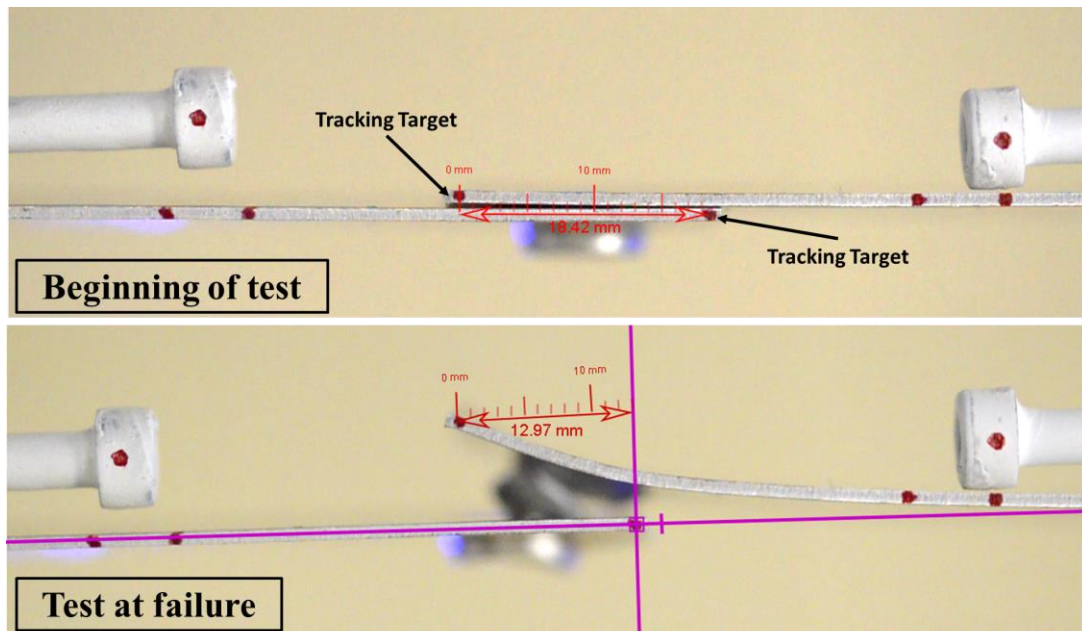 Tracking Target
0 mm
10 mm
18.42 mm
Tracking Target
Beginning of test
0 mm
10 mm
12.97 mm
Test at failure